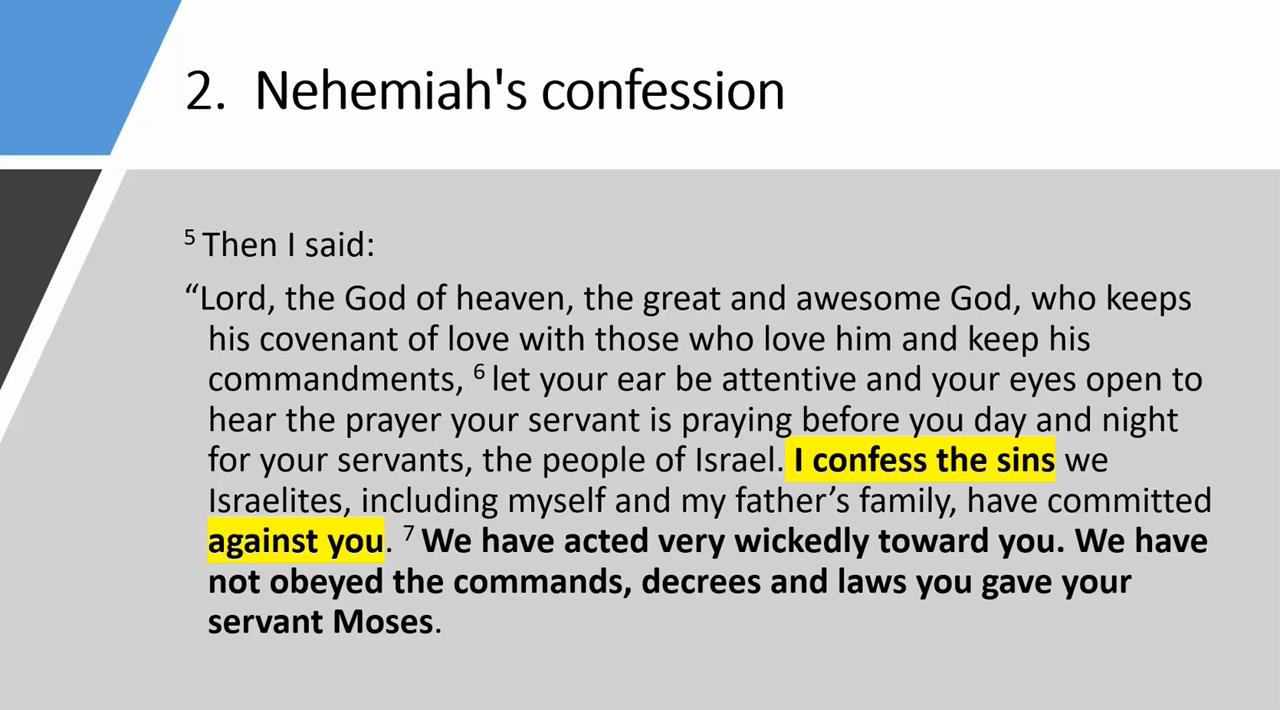 2. Nehemiah's confession
5 Then I said:
“Lord, the God of heaven, the great and awesome God, who keeps
his covenant of love with those who love him and keep his
commandments, 6 let your ear be attentive and your eyes open to
hear the prayer your servant is praying before you day and night
for your servants, the people of Israel. I confess the sins we
Israelites, including myself and my father’s family, have committed
against you. 7 We have acted very wickedly toward you. We have
not obeyed the commands, decrees and laws you gave your
servant Moses.